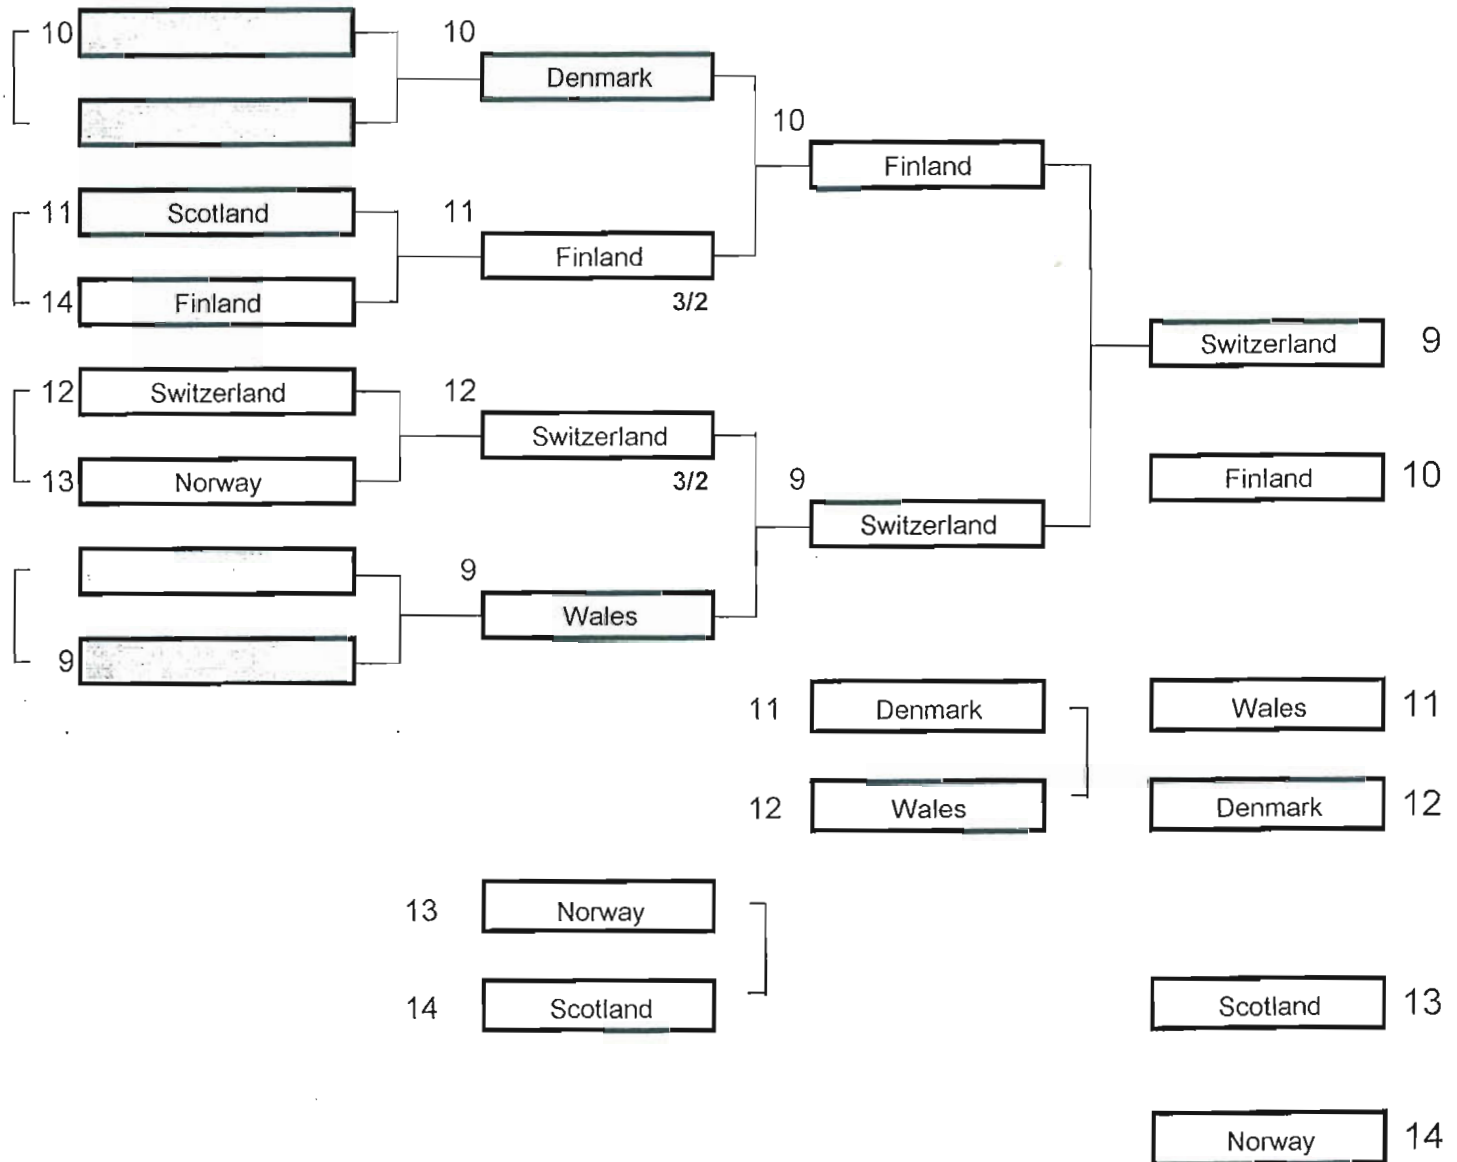 10
10
Denmark
10
Finland
11 Scotland
11
Finland
3/2
14 Finland
Switzerland 9
12 Switzerland
12
Switzerland
3/2
13 Norway
9
Switzerland
Finland 10
9
Wales
9
11 Denmark
Wales 11
12 Wales
Denmark 12
13 Norway
14 Scotland
Scotland 13
Norway 14